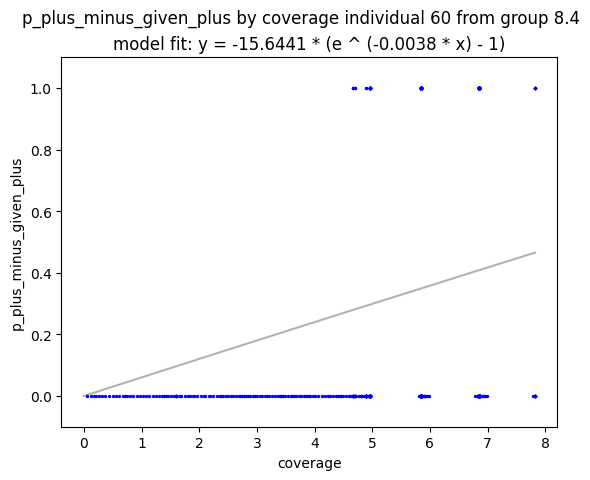 p_plus_minus_given_plus by coverage individual 60 from group 8.4
model fit: y = -15.6441 * (e ^ (-0.0038 * x) - 1)
1.0
0.8
0.6
0.4
0.2
0.0
p_plus_minus_given_plus
0 1 2 3 4 5 6 7 8
coverage